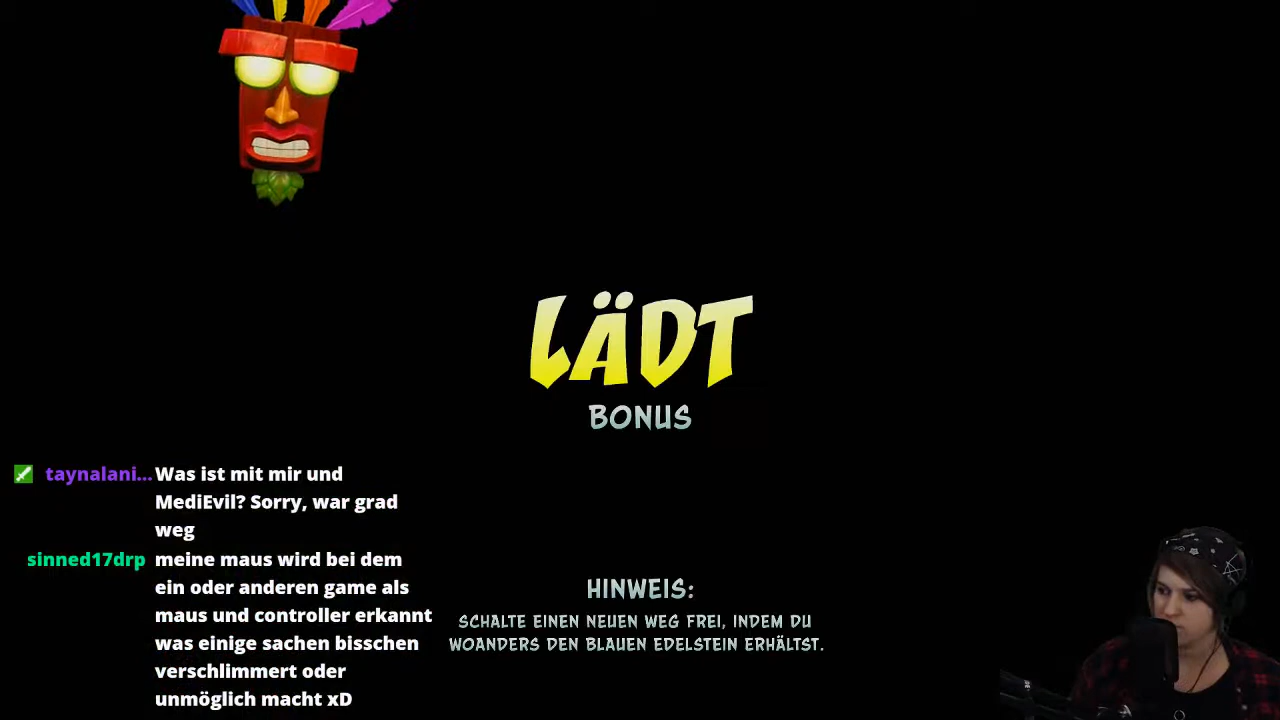 LÄDT
BONUS
taynalani... Was ist mit mir und
MediEvil? Sorry, war grad
weg
sinned17drp meine maus wird bei dem
ein oder anderen game als
maus und controller erkannt
was einige sachen bisschen
verschlimmert oder
unmöglich macht xD
HINWEIS:
SCHALTE EINEN NEUEN WEG FREI, INDEM DU
WOANDERS DEN BLAUEN EDELSTEIN ERHÄLTST.